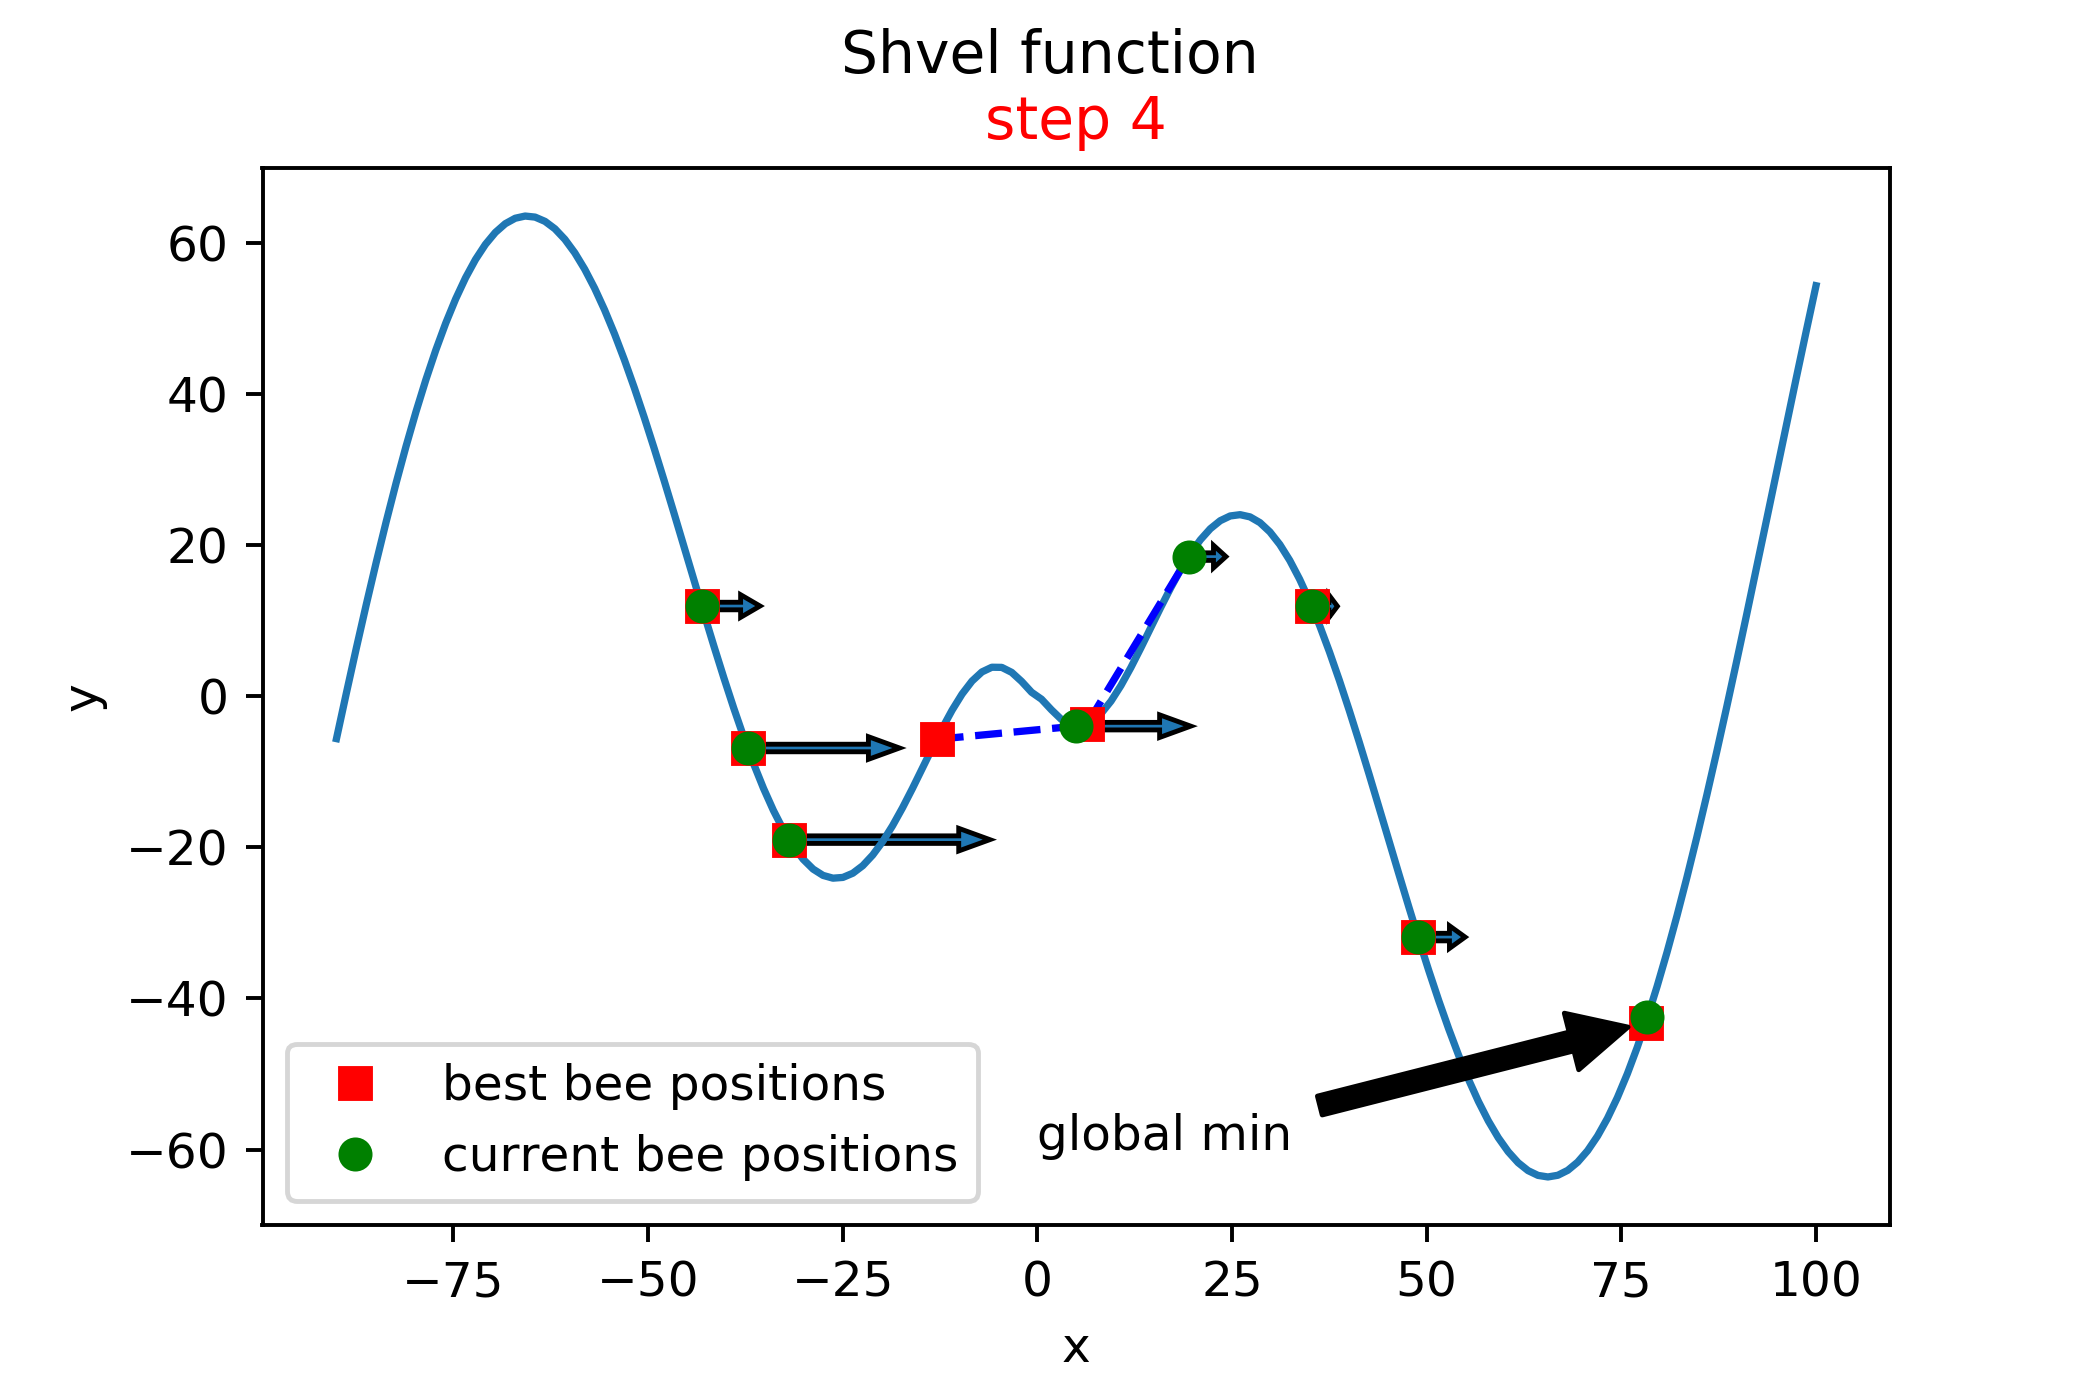 Shvel function
step 4
60
40
20
0
−20
−40
−60
y
best bee positions
current bee positions
global min
−75 −50 −25 0 25 50 75 100
x